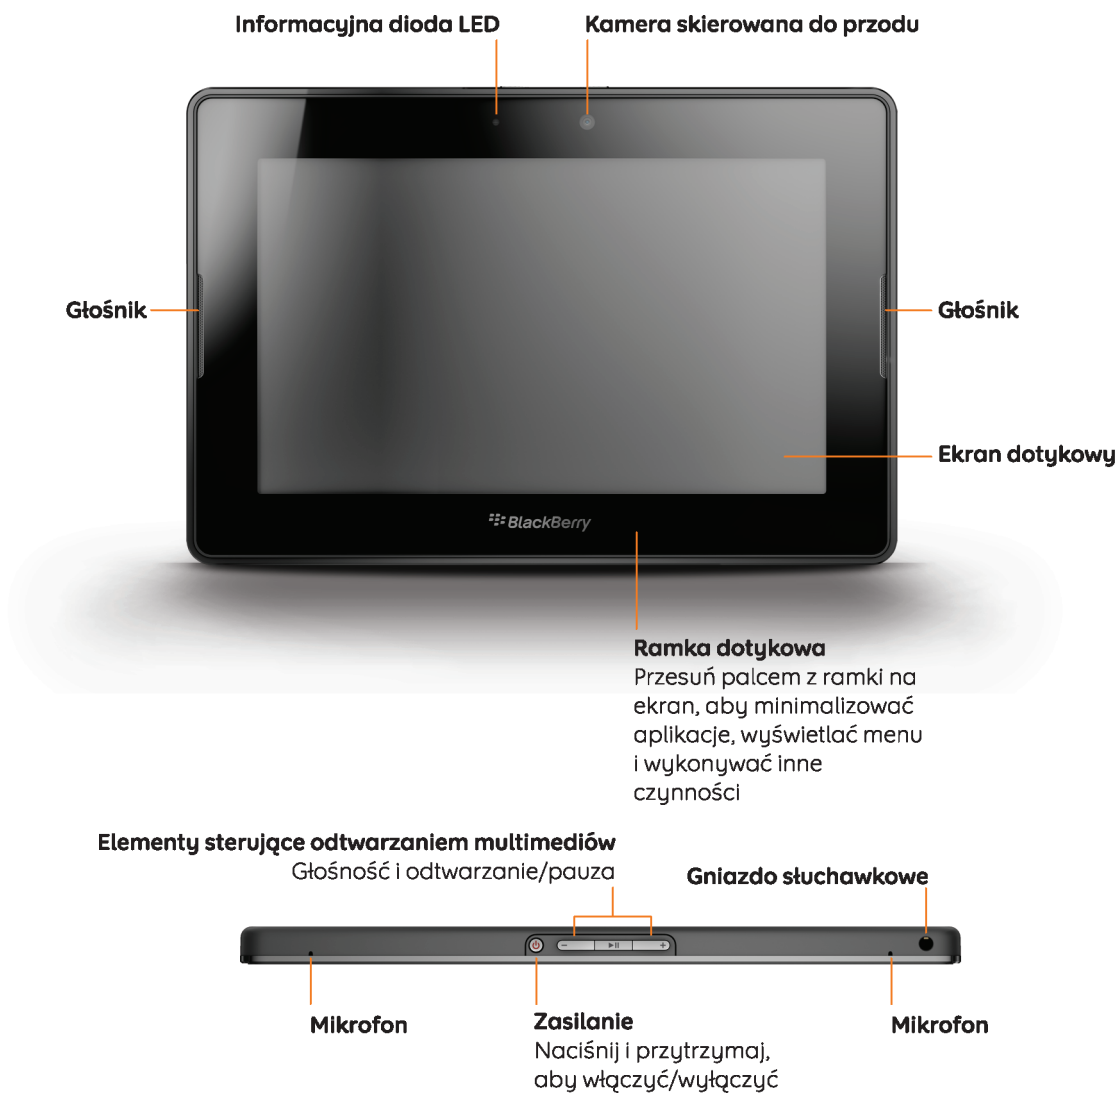 Informacyjna dioda LED
Kamera skierowana do przodu
Głośnik
Głośnik
Ekran dotykowy
BlackBerry
Ramka dotykowa
Przesuń palcem z ramki na
ekran, aby minimalizować
aplikacje, wyświetlać menu
i wykonywać inne
czynności
Elementy sterujące odtwarzaniem multimediów
Głośność i odtwarzanie/pauza
Gniazdo słuchawkowe
Mikrofon
Zasilanie
Naciśnij i przytrzymaj,
aby włączyć/wyłączyć
Mikrofon